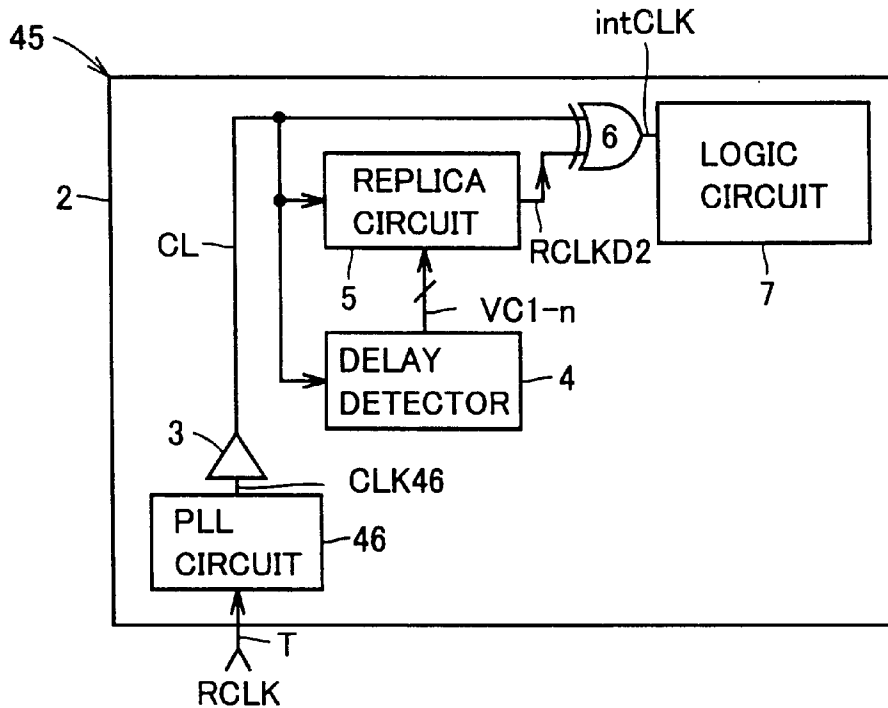 intCLK
45
6
LOGIC
CIRCUIT
2
REPLICA
CIRCUIT
CL
RCLKD2
5
7
VC1-n
DELAY
DETECTOR
4
3
CLK46
PLL
CIRCUIT
46
T
RCLK